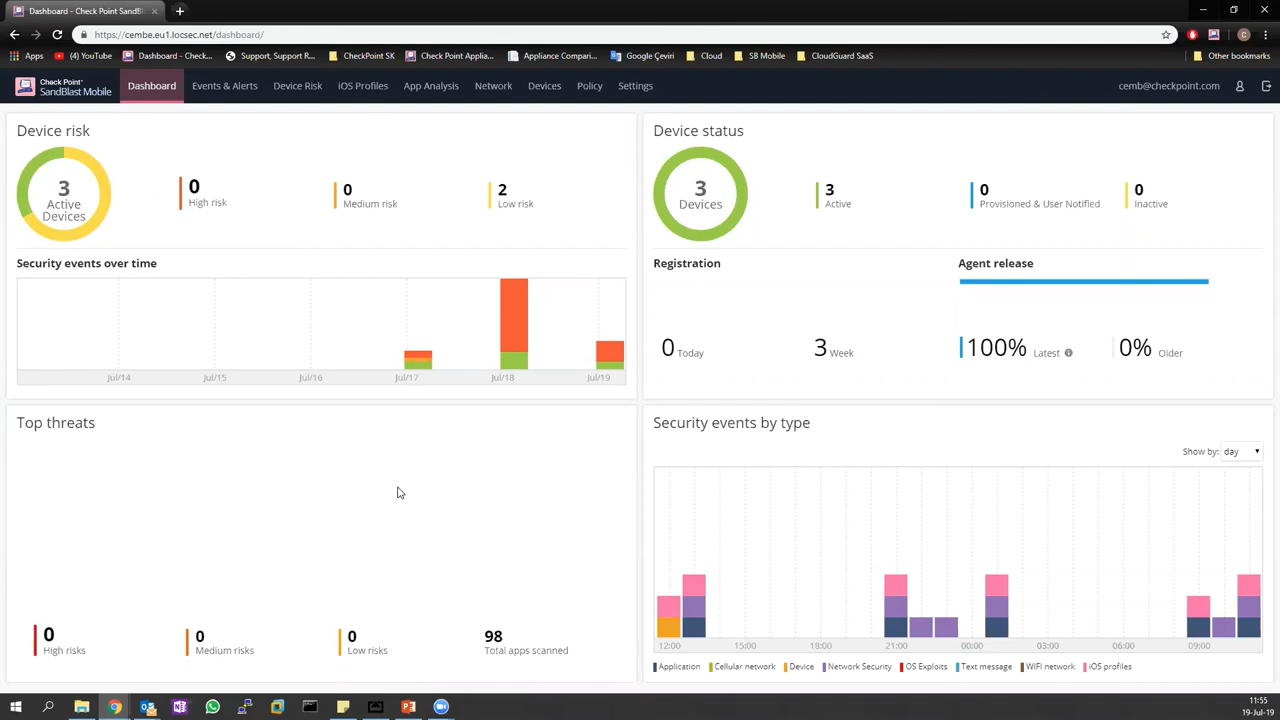 Dashboard - Check Point SandBl
https://cembe.eu1.locsec.net/dashboard/
Apps
(4) YouTube
Dashboard - Check...
Support, Support R...
CheckPoint SK
Check Point Applia...
Appliance Compari...
Google Çeviri
Cloud
SB Mobile
CloudGuard SaaS
Other bookmarks
Check Point
SandBlast Mobile
Dashboard
Events & Alerts
Device Risk
iOS Profiles
App Analysis
Network
Devices
Policy
Settings
cemb@checkpoint.com
Device risk
3
Active
Devices
0
High risk
0
Medium risk
2
Low risk
Security events over time
Jul/14
Jul/15
Jul/16
Jul/17
Jul/18
Jul/19
Device status
3
Devices
3
Active
0
Provisioned & User Notified
0
Inactive
Registration
0 Today
3 Week
Agent release
100% Latest
0% Older
Top threats
0
High risks
0
Medium risks
0
Low risks
98
Total apps scanned
Security events by type
Show by: day
12:00
15:00
18:00
21:00
00:00
03:00
06:00
09:00
Application
Cellular network
Device
Network Security
OS Exploits
Text message
WIFI network
iOS profiles
11:55
19-Jul-19